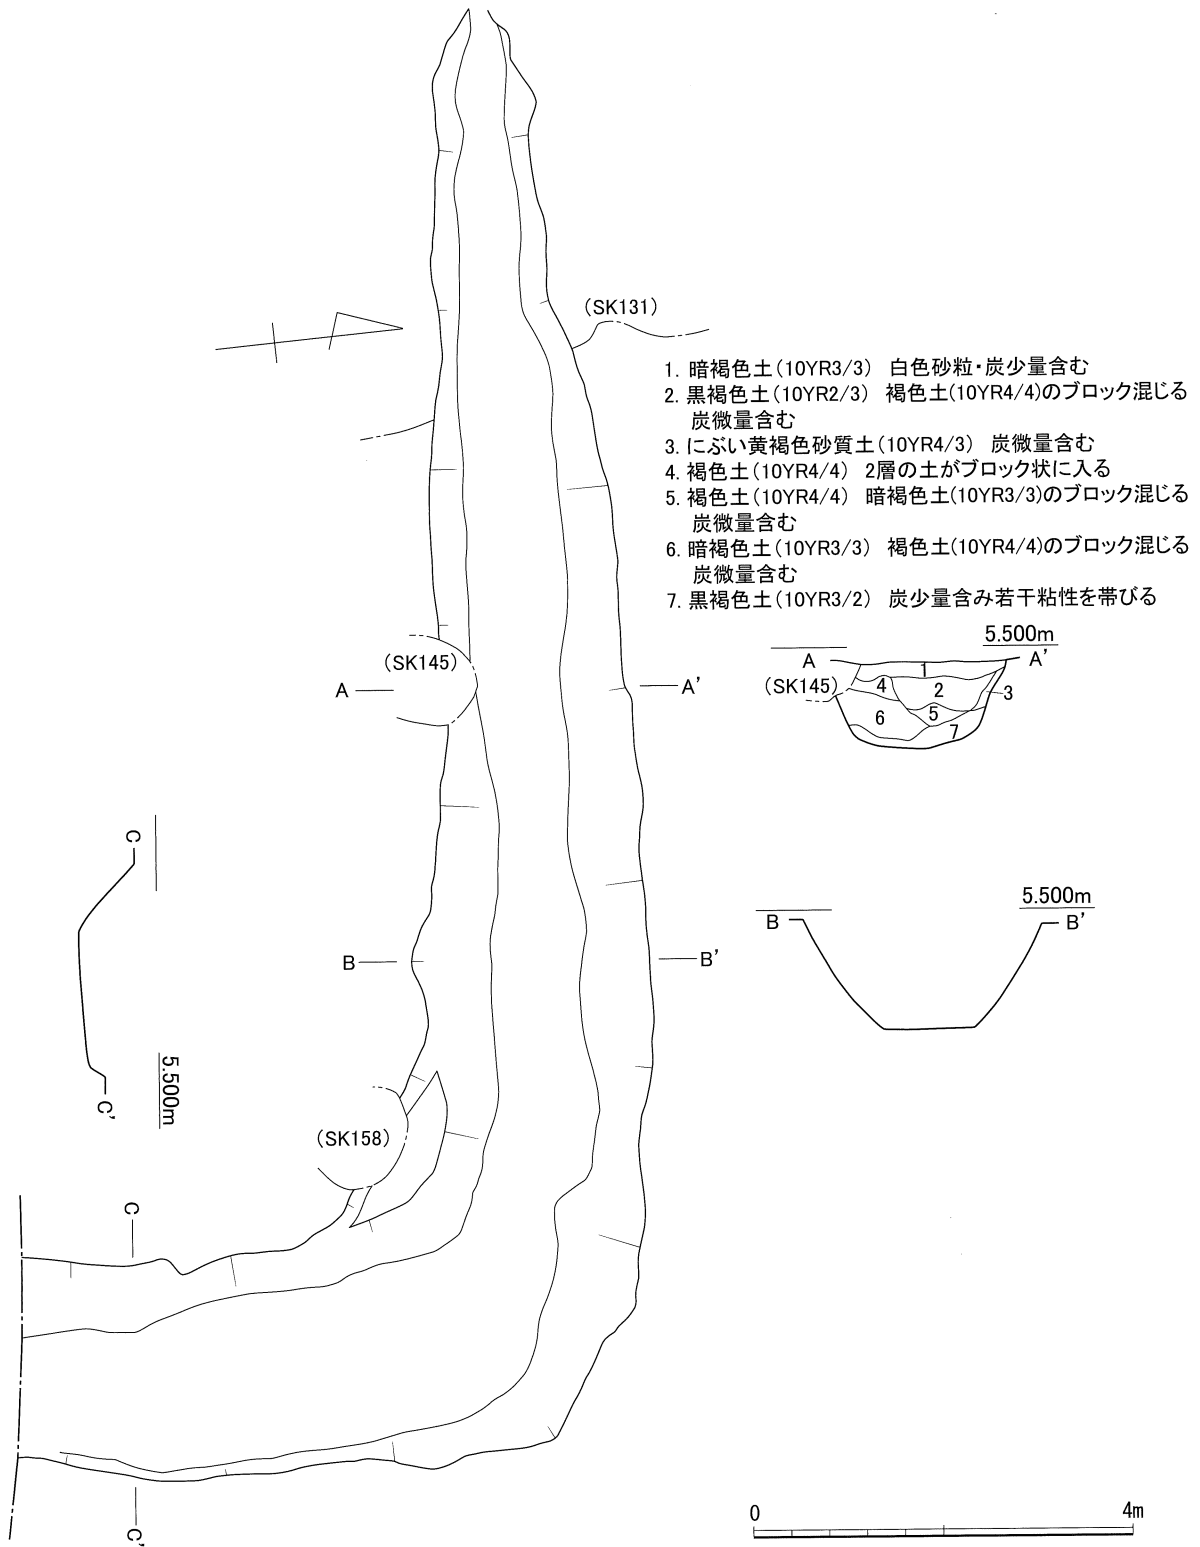 (SK131)
1. 暗褐色土(10YR3/3) 白色砂粒・炭少量含む
2. 黒褐色土(10YR2/3) 褐色土(10YR4/4)のブロック混じる
炭微量含む
3. にぶい黄褐色砂質土(10YR4/3) 炭微量含む
4. 褐色土(10YR4/4) 2層の土がブロック状に入る
5. 褐色土(10YR4/4) 暗褐色土(10YR3/3)のブロック混じる
炭微量含む
6. 暗褐色土(10YR3/3) 褐色土(10YR4/4)のブロック混じる
炭微量含む
7. 黒褐色土(10YR3/2) 炭少量含み若干粘性を帯びる
5.500m
A A'
(SK145)
1
4 2 3
6 5
7
(SK145)
A A'
5.500m
B B'
B B'
C
5.500m
C'
(SK158)
C
C'
0 4m